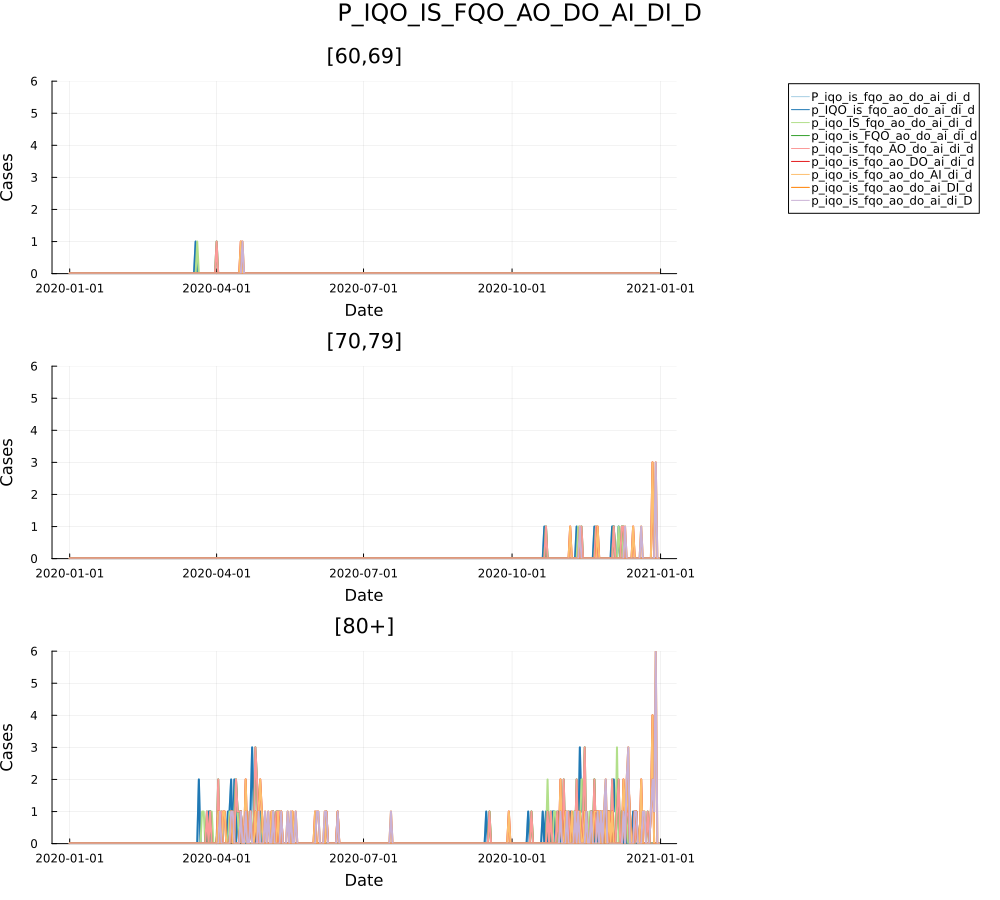 P_IQO_IS_FQO_AO_DO_AI_DI_D
[60,69]
6
5
4
3
2
1
0
Cases
2020-01-01 2020-04-01 2020-07-01 2020-10-01 2021-01-01
Date
P_iqo_is_fqo_ao_do_ai_di_d
p_IQO_is_fqo_ao_do_ai_di_d
p_iqo_IS_fqo_ao_do_ai_di_d
p_iqo_is_FQO_ao_do_ai_di_d
p_iqo_is_fqo_AO_do_ai_di_d
p_iqo_is_fqo_ao_DO_ai_di_d
p_iqo_is_fqo_ao_do_AI_di_d
p_iqo_is_fqo_ao_do_ai_DI_d
p_iqo_is_fqo_ao_do_ai_di_D
[70,79]
6
5
4
3
2
1
0
Cases
2020-01-01 2020-04-01 2020-07-01 2020-10-01 2021-01-01
Date
[80+]
6
5
4
3
2
1
0
Cases
2020-01-01 2020-04-01 2020-07-01 2020-10-01 2021-01-01
Date